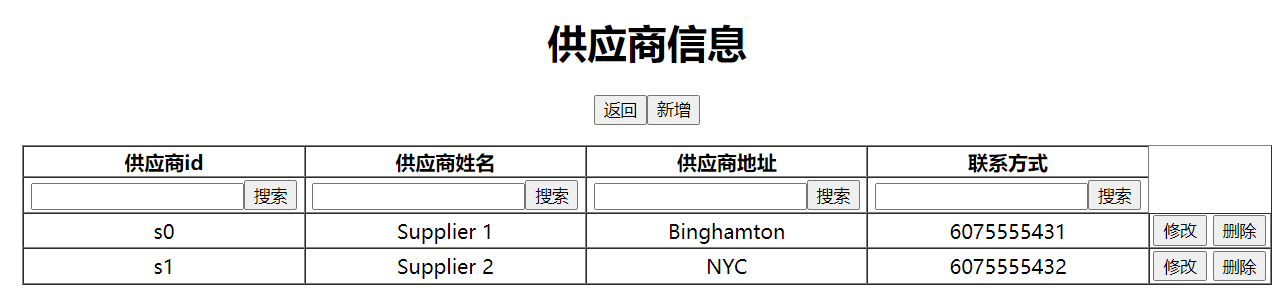 供应商信息
返回 新增
供应商id 供应商姓名 供应商地址 联系方式
搜索 搜索 搜索 搜索
s0 Supplier 1 Binghamton 6075555431 修改 删除
s1 Supplier 2 NYC 6075555432 修改 删除